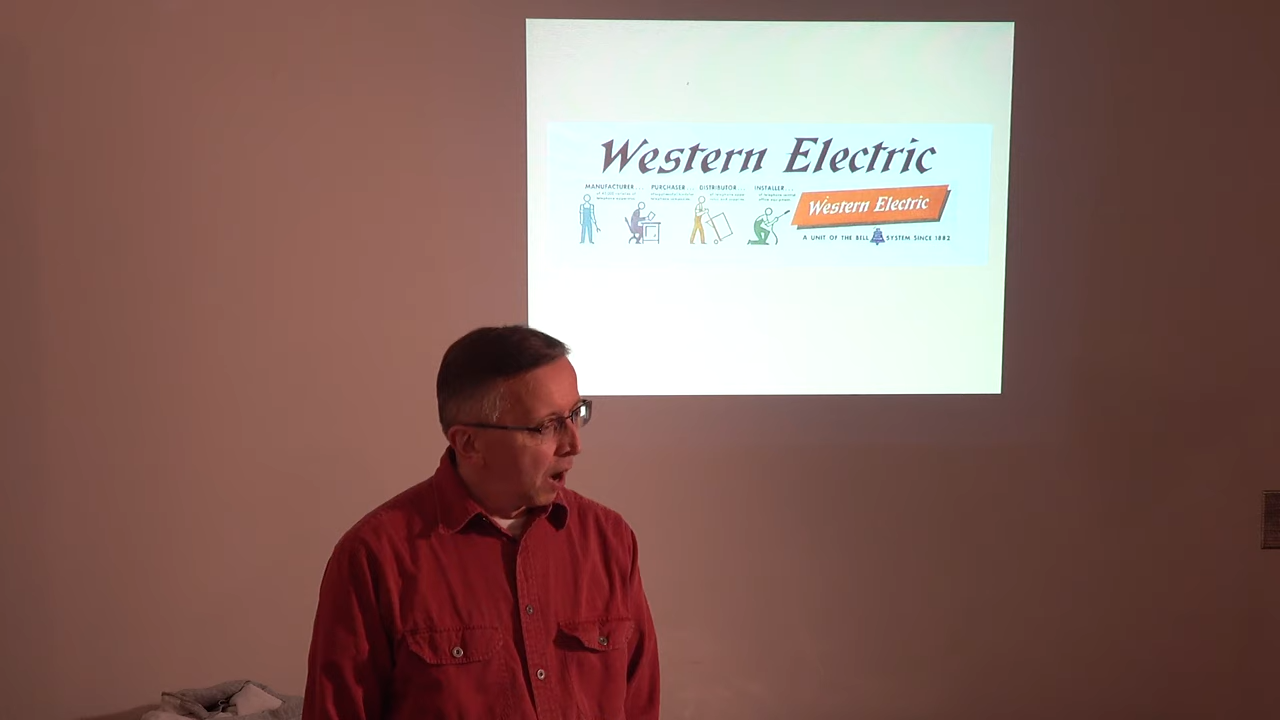 Western Electric
MANUFACTURER... PURCHASER... DISTRIBUTOR... INSTALLER...
Western Electric
A UNIT OF THE BELL SYSTEM SINCE 1882